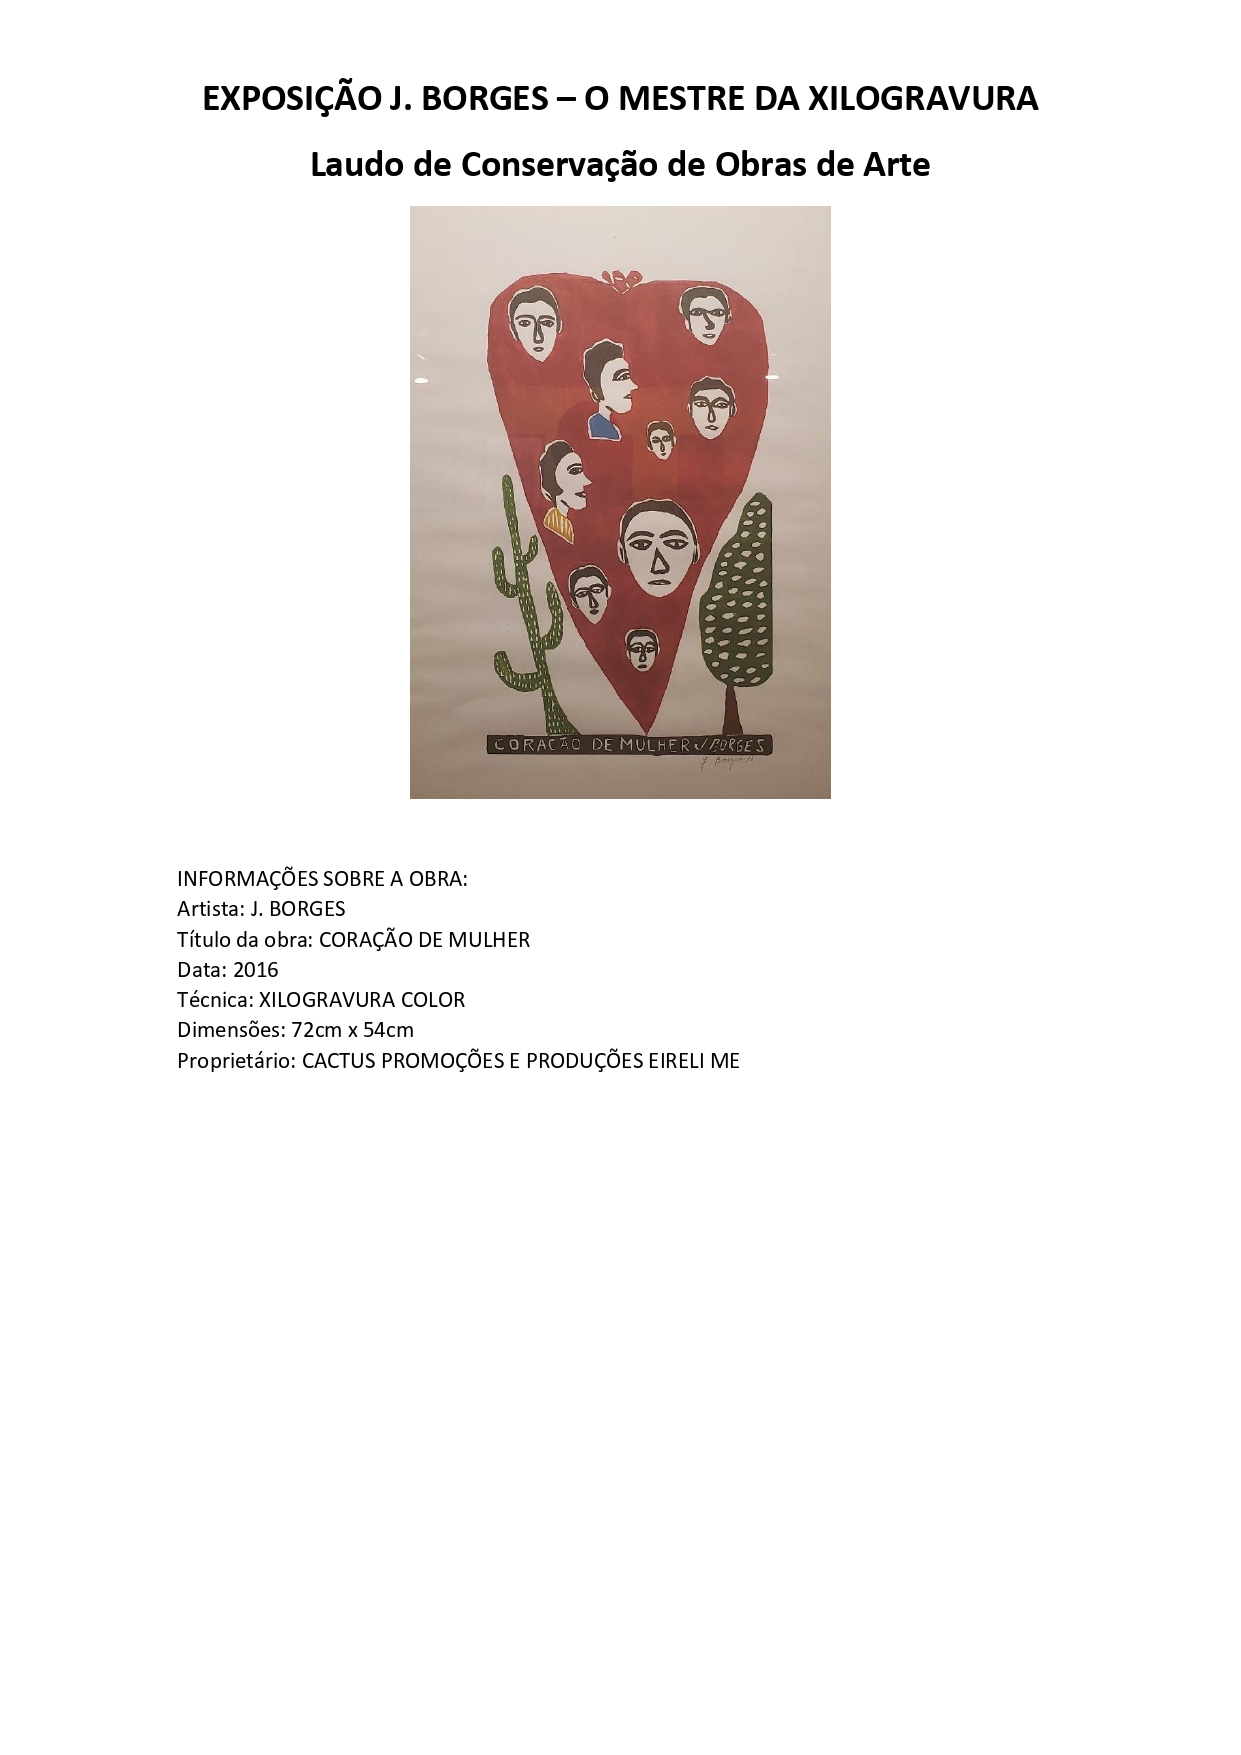 EXPOSIÇÃO J. BORGES – O MESTRE DA XILOGRAVURA
Laudo de Conservação de Obras de Arte
CORAÇÃO DE MULHER J BORGES
J. Borges
INFORMAÇÕES SOBRE A OBRA:
Artista: J. BORGES
Título da obra: CORAÇÃO DE MULHER
Data: 2016
Técnica: XILOGRAVURA COLOR
Dimensões: 72cm x 54cm
Proprietário: CACTUS PROMOÇÕES E PRODUÇÕES EIRELI ME